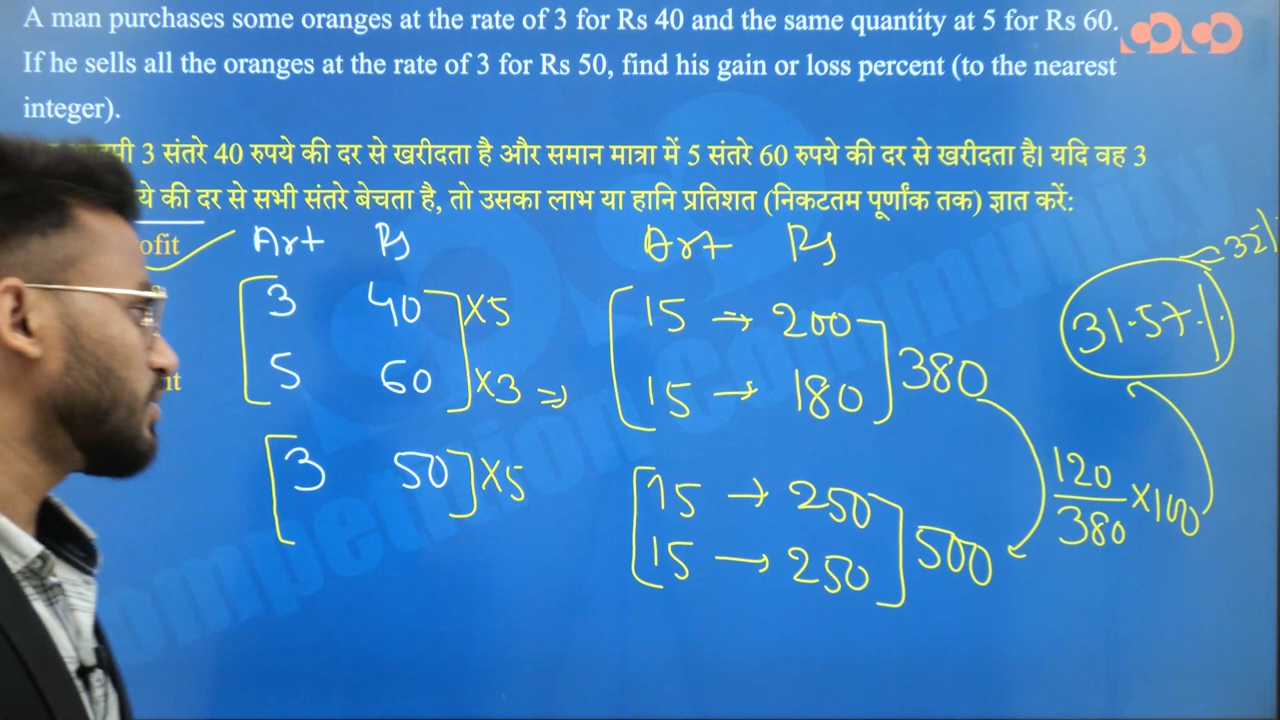 A man purchases some oranges at the rate of 3 for Rs 40 and the same quantity at 5 for Rs 60.
If he sells all the oranges at the rate of 3 for Rs 50, find his gain or loss percent (to the nearest
integer).
3 संतरे 40 रुपये की दर से खरीदता है और समान मात्रा में 5 संतरे 60 रुपये की दर से खरीदता है। यदि वह 3
की दर से सभी संतरे बेचता है, तो उसका लाभ या हानि प्रतिशत (निकटतम पूर्णांक तक) ज्ञात करें:
Art Rs Art Rs
3 40 ×5 15 → 200
5 60 ×3 ⇒ 15 → 180 380
3 50 ×5 15 → 250
15 → 250 500
120/380 ×100
31.57%
≈32%
competition community